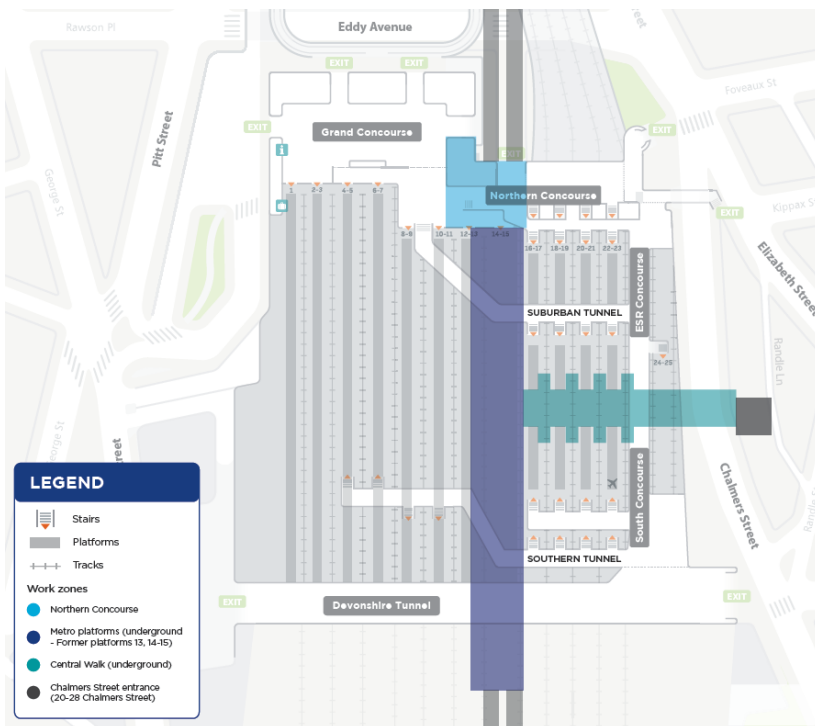 Rawson Pl
Eddy Avenue
EXIT
EXIT
Foveaux St
Pitt Street
EXIT
Grand Concourse
EXIT
EXIT
i
George St
1
2-3
4-5
6-7
Northern Concourse
Kippax St
EXIT
8-9
10-11
12-13
14-15
16-17
18-19
20-21
22-23
Elizabeth Street
ESR Concourse
SUBURBAN TUNNEL
24-25
Randle Ln
George St
Street
South Concourse
Chalmers Street
SOUTHERN TUNNEL
EXIT
Devonshire Tunnel
EXIT
LEGEND
Stairs
Platforms
Tracks
Work zones
Northern Concourse
Metro platforms (underground
- Former platforms 13, 14-15)
Central Walk (underground)
Chalmers Street entrance
(20-28 Chalmers Street)